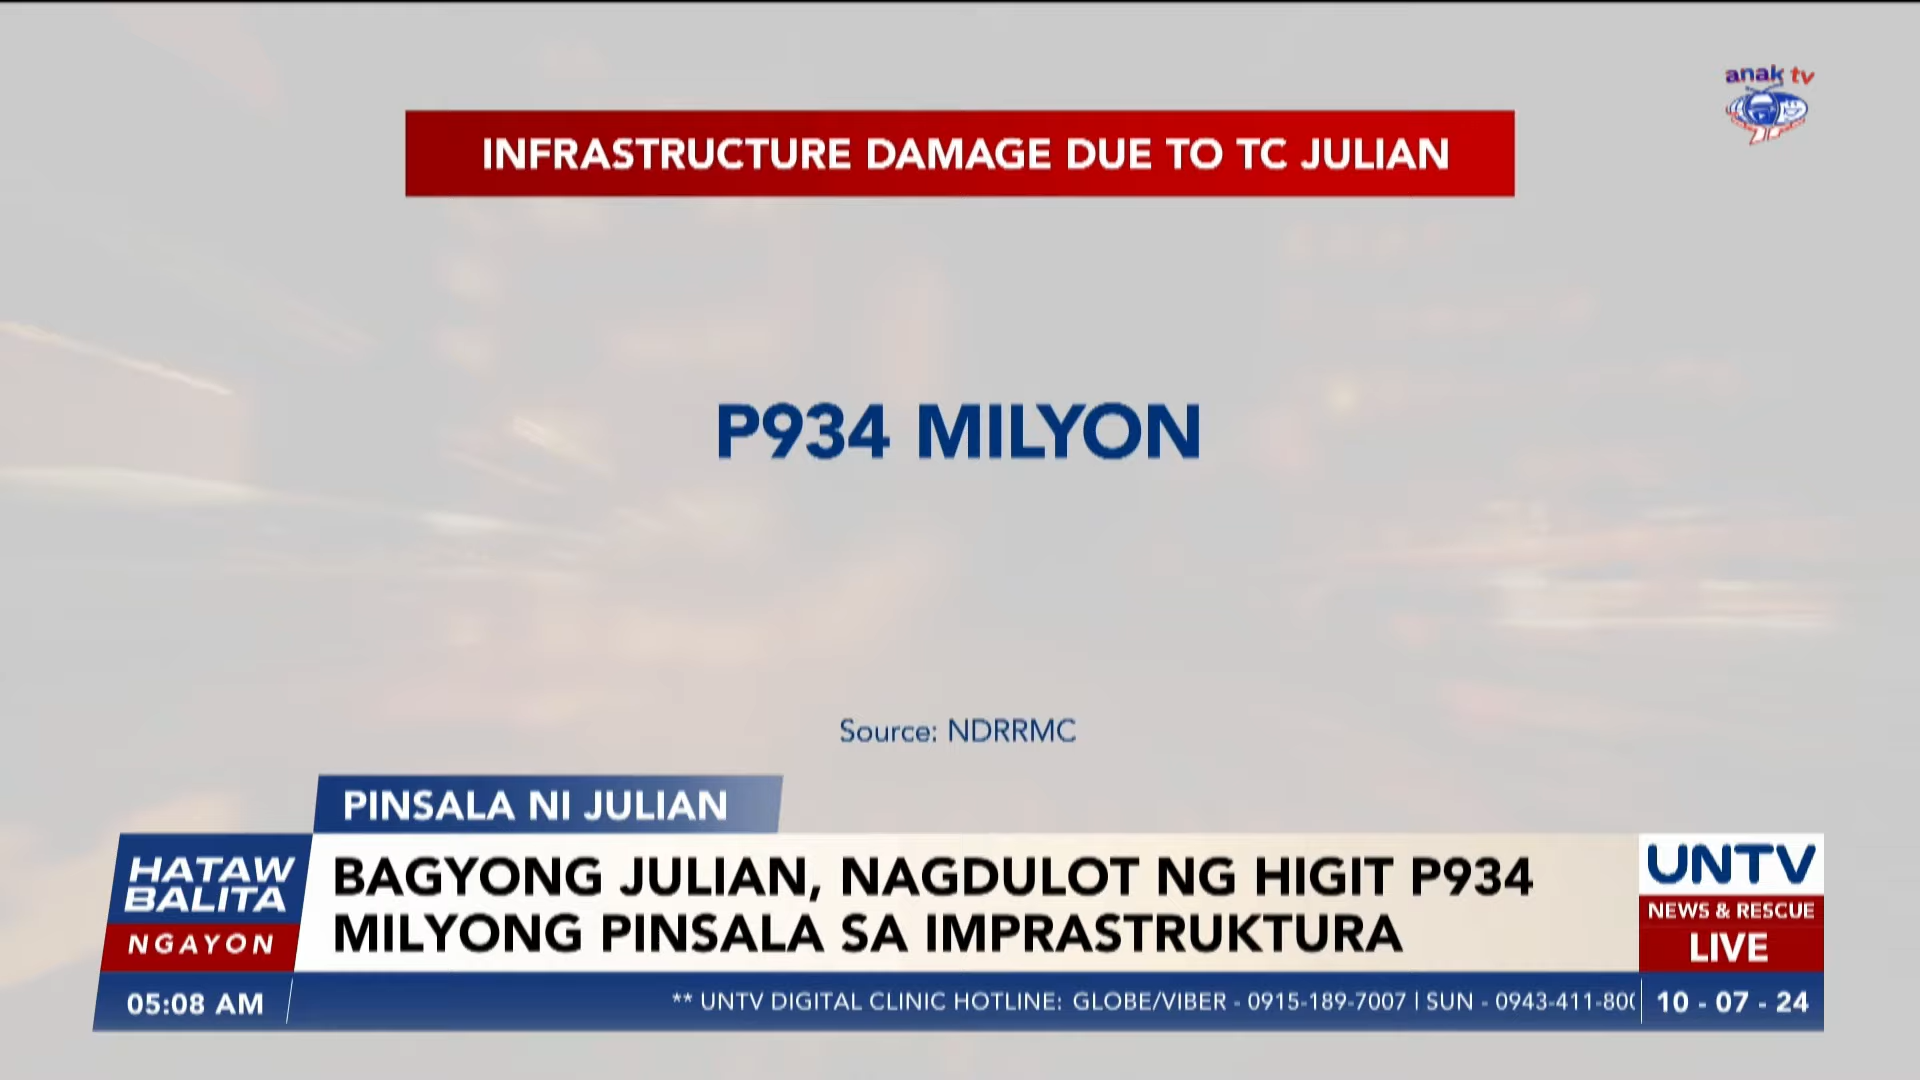 anak tv
INFRASTRUCTURE DAMAGE DUE TO TC JULIAN
P934 MILYON
Source: NDRRMC
PINSALA NI JULIAN
HATAW
BALITA
NGAYON
BAGYONG JULIAN, NAGDULOT NG HIGIT P934
MILYONG PINSALA SA IMPRASTRUKTURA
UNTV
NEWS & RESCUE
LIVE
05:08 AM
** UNTV DIGITAL CLINIC HOTLINE: GLOBE/VIBER - 0915-189-7007 | SUN - 0943-411-80
10 - 07 - 24